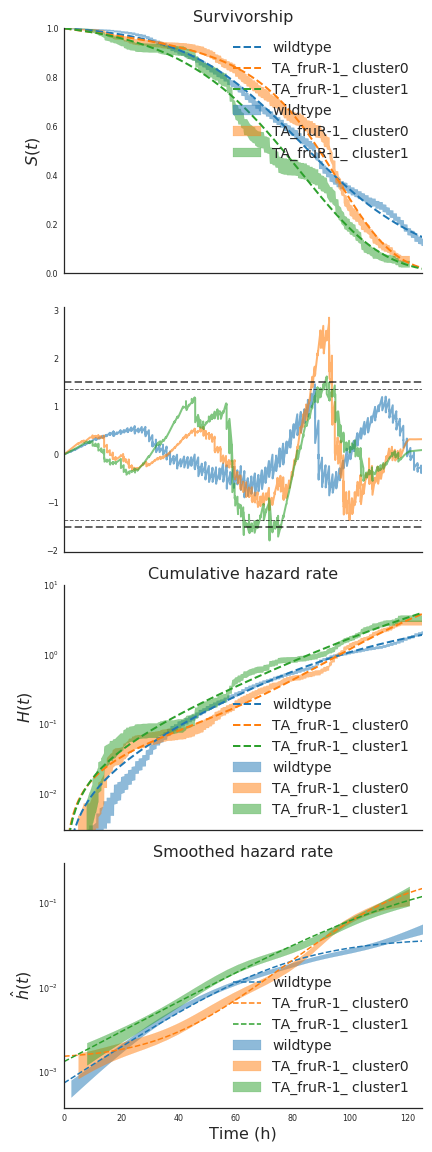 Survivorship
1.0
0.8
0.6
0.4
0.2
0.0
S(t)
wildtype
TA_fruR-1_ cluster0
TA_fruR-1_ cluster1
wildtype
TA_fruR-1_ cluster0
TA_fruR-1_ cluster1
3
2
1
0
−1
−2
Cumulative hazard rate
10¹
10⁰
10⁻¹
10⁻²
H(t)
wildtype
TA_fruR-1_ cluster0
TA_fruR-1_ cluster1
wildtype
TA_fruR-1_ cluster0
TA_fruR-1_ cluster1
Smoothed hazard rate
10⁻¹
10⁻²
10⁻³
ĥ(t)
wildtype
TA_fruR-1_ cluster0
TA_fruR-1_ cluster1
wildtype
TA_fruR-1_ cluster0
TA_fruR-1_ cluster1
0 20 40 60 80 100 120
Time (h)